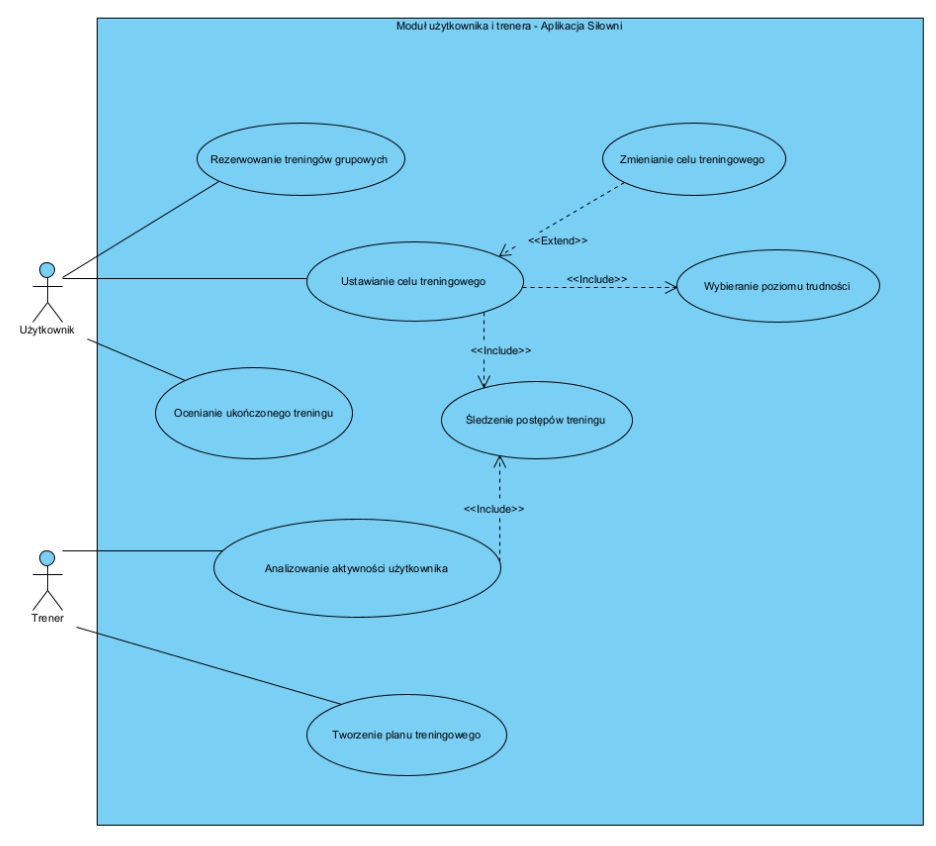 Moduł użytkownika i trenera - Aplikacja Siłowni
Rezerwowanie treningów grupowych
Zmienianie celu treningowego
<<Extend>>
Ustawianie celu treningowego
<<Include>>
Wybieranie poziomu trudności
Użytkownik
<<Include>>
Ocenianie ukończonego treningu
Śledzenie postępów treningu
<<Include>>
Analizowanie aktywności użytkownika
Trener
Tworzenie planu treningowego